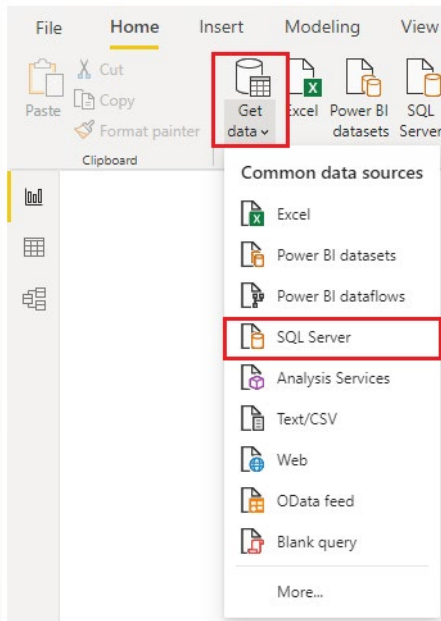 File Home Insert Modeling View
Cut
Copy
Format painter
Paste
Clipboard
Get data
Excel
Power BI datasets
SQL Server
Common data sources
Excel
Power BI datasets
Power BI dataflows
SQL Server
Analysis Services
Text/CSV
Web
OData feed
Blank query
More...